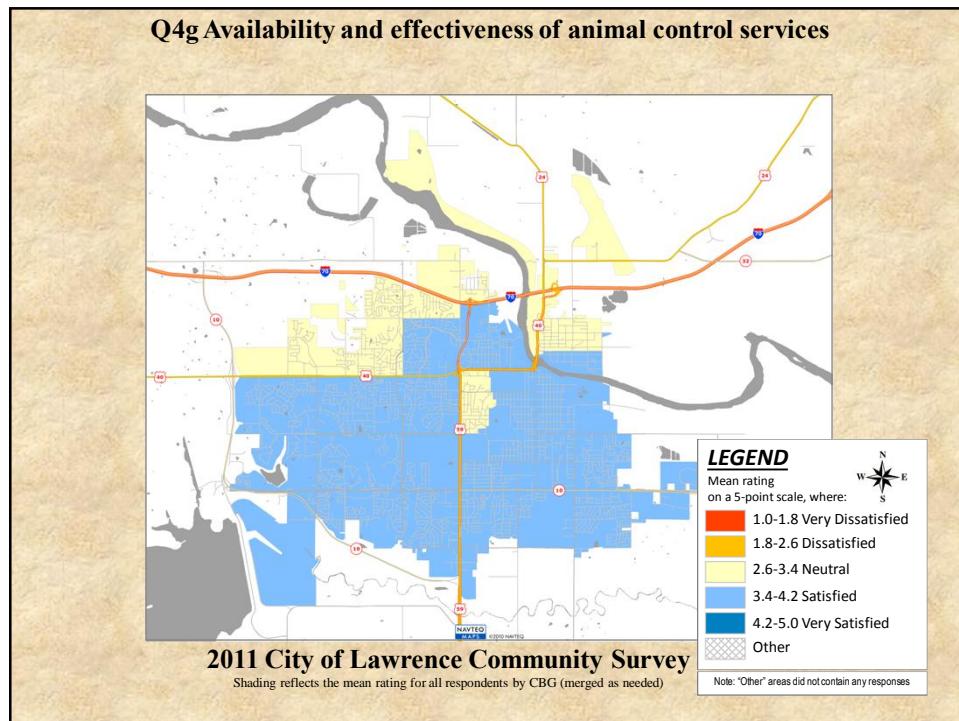 Q4g Availability and effectiveness of animal control services
24
24
70
70
32
70
10
40
40
40
59
10
10
59
NAVTEQ
MAPS
©2010 NAVTEQ
LEGEND
N
W E
S
Mean rating
on a 5-point scale, where:
1.0-1.8 Very Dissatisfied
1.8-2.6 Dissatisfied
2.6-3.4 Neutral
3.4-4.2 Satisfied
4.2-5.0 Very Satisfied
Other
Note: “Other” areas did not contain any responses
2011 City of Lawrence Community Survey
Shading reflects the mean rating for all respondents by CBG (merged as needed)